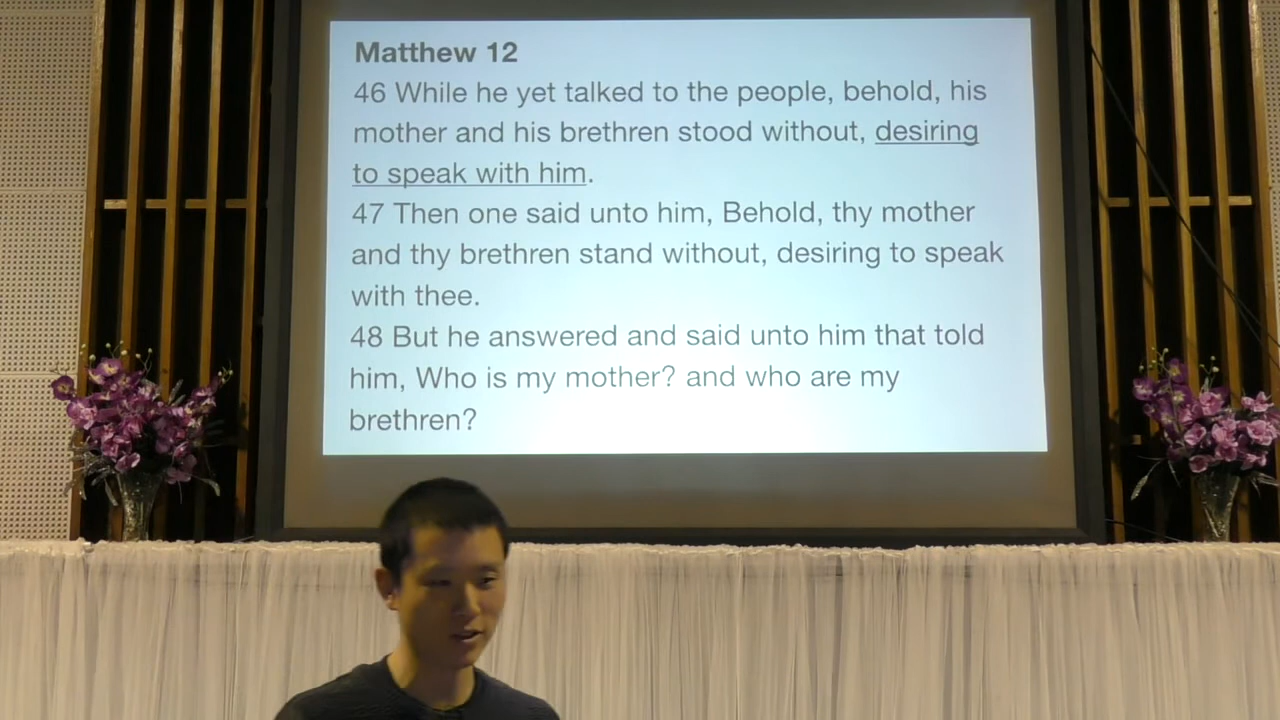 Matthew 12
46 While he yet talked to the people, behold, his
mother and his brethren stood without, desiring
to speak with him.
47 Then one said unto him, Behold, thy mother
and thy brethren stand without, desiring to speak
with thee.
48 But he answered and said unto him that told
him, Who is my mother? and who are my
brethren?